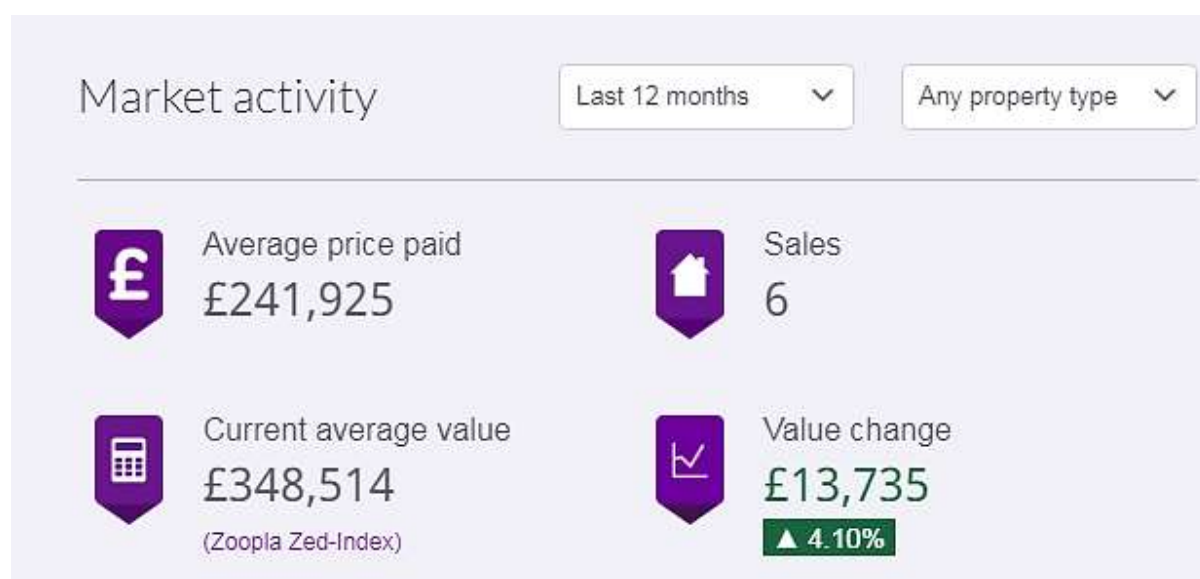 Market activity
Last 12 months
Any property type
£
Average price paid
£241,925
Sales
6
Current average value
£348,514
(Zoopla Zed-Index)
Value change
£13,735
▲ 4.10%